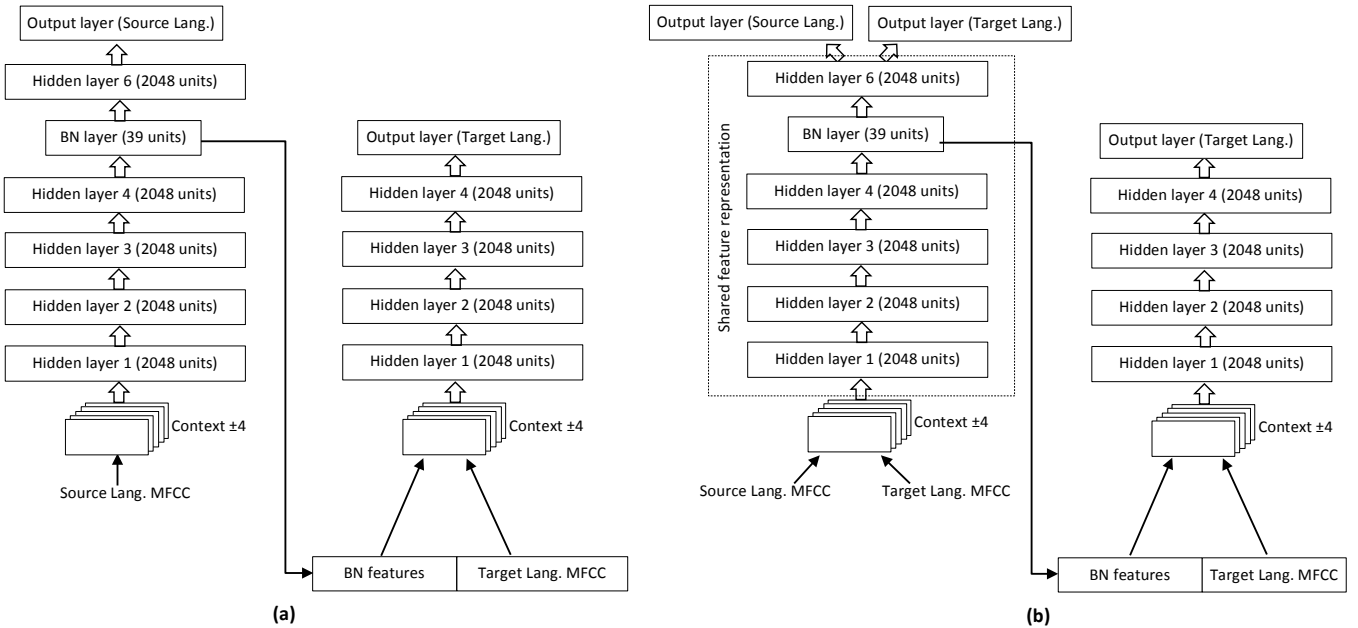 Output layer (Source Lang.)
Hidden layer 6 (2048 units)
BN layer (39 units)
Hidden layer 4 (2048 units)
Hidden layer 3 (2048 units)
Hidden layer 2 (2048 units)
Hidden layer 1 (2048 units)
Context ±4
Source Lang. MFCC
Output layer (Target Lang.)
Hidden layer 4 (2048 units)
Hidden layer 3 (2048 units)
Hidden layer 2 (2048 units)
Hidden layer 1 (2048 units)
Context ±4
BN features
Target Lang. MFCC
(a)
Output layer (Source Lang.)
Output layer (Target Lang.)
Shared feature representation
Hidden layer 6 (2048 units)
BN layer (39 units)
Hidden layer 4 (2048 units)
Hidden layer 3 (2048 units)
Hidden layer 2 (2048 units)
Hidden layer 1 (2048 units)
Context ±4
Source Lang. MFCC
Target Lang. MFCC
Output layer (Target Lang.)
Hidden layer 4 (2048 units)
Hidden layer 3 (2048 units)
Hidden layer 2 (2048 units)
Hidden layer 1 (2048 units)
Context ±4
BN features
Target Lang. MFCC
(b)